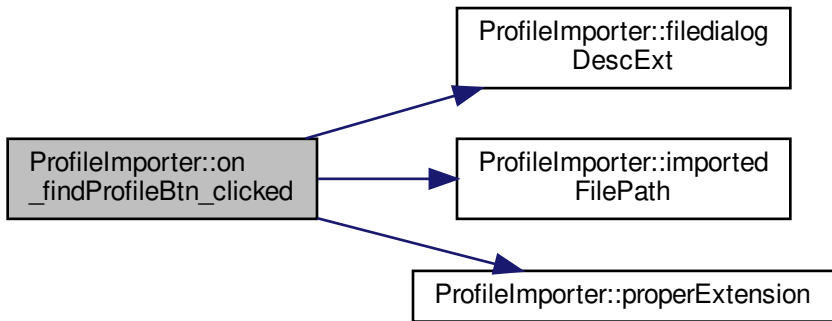 ProfileImporter::filedialog
DescExt
ProfileImporter::on
_findProfileBtn_clicked
ProfileImporter::imported
FilePath
ProfileImporter::properExtension